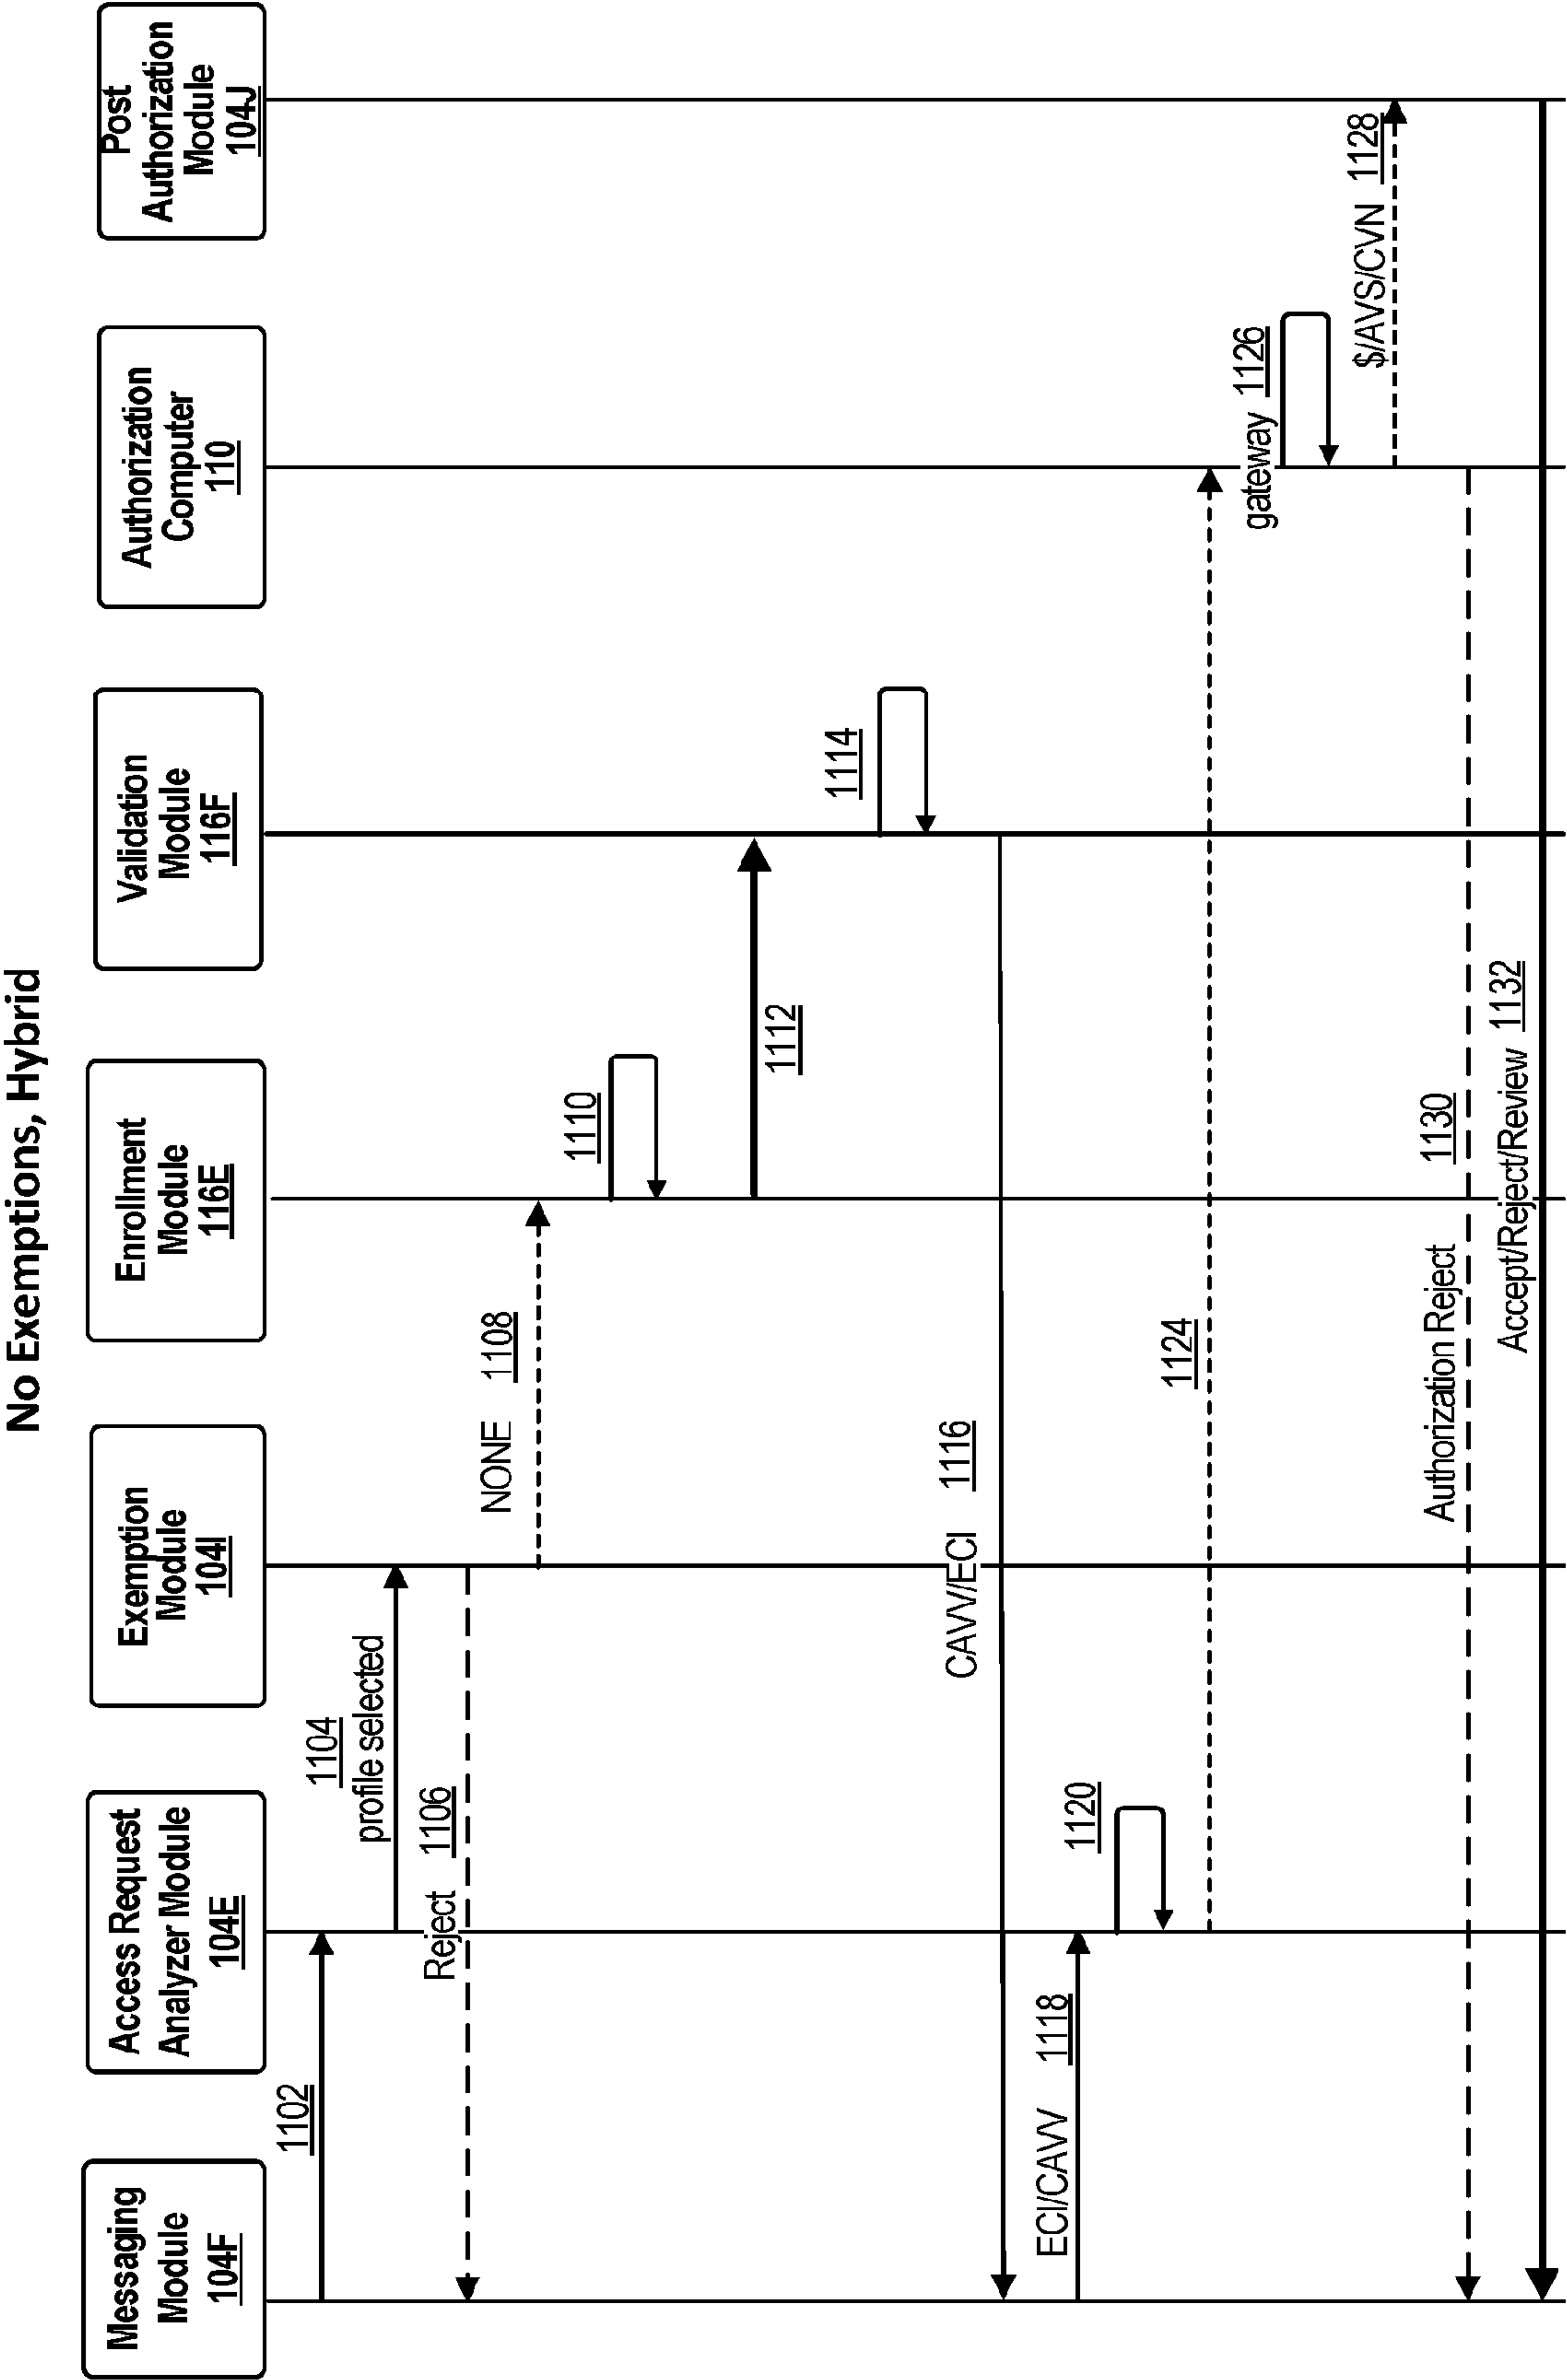 No Exemptions, Hybrid
Messaging
Module
104F
Access Request
Analyzer Module
104E
Exemption
Module
104I
Enrollment
Module
116E
Validation
Module
116F
Authorization
Computer
110
Post
Authorization
Module
104J
1102
1104
profile selected
Reject 1106
NONE 1108
1110
1112
1114
CAVV/ECI 1116
ECI/CAVV 1118
1120
1124
gateway 1126
$/AVS/CVN 1128
Authorization Reject 1130
Accept/Reject/Review 1132